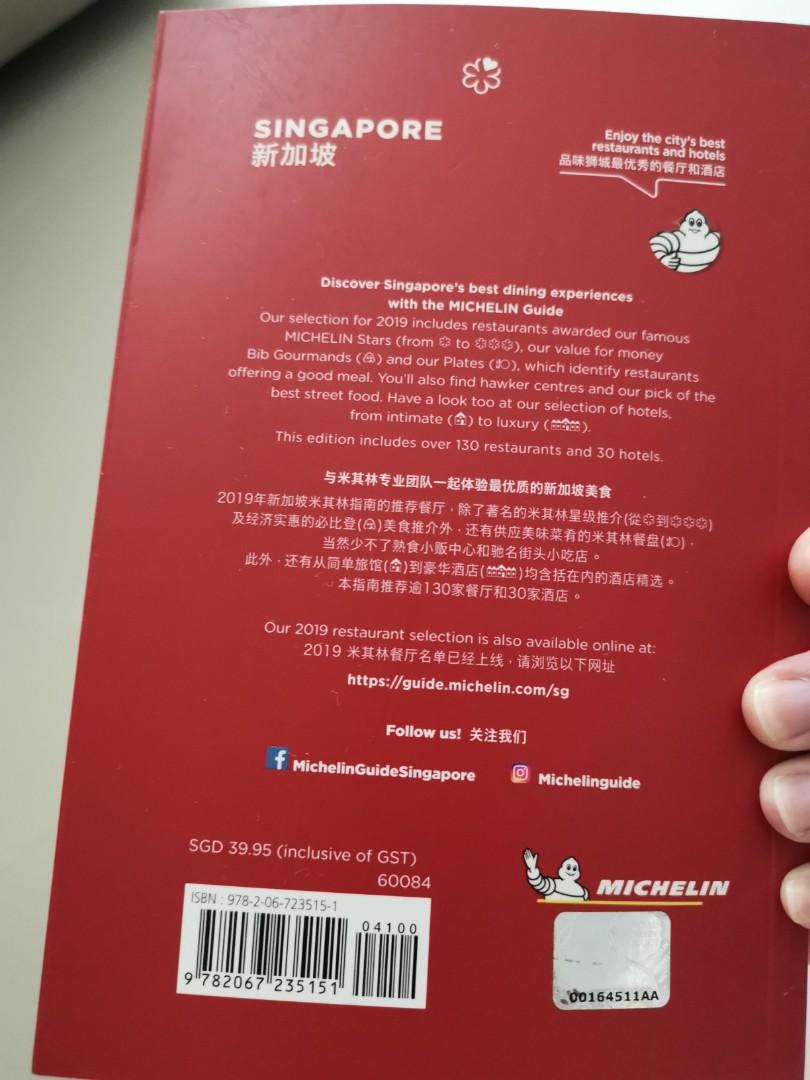 SINGAPORE
新加坡
Enjoy the city's best
restaurants and hotels
品味狮城最优秀的餐厅和酒店
Discover Singapore's best dining experiences
with the MICHELIN Guide
Our selection for 2019 includes restaurants awarded our famous
MICHELIN Stars (from to ), our value for money
Bib Gourmands () and our Plates (), which identify restaurants
offering a good meal. You'll also find hawker centres and our pick of the
best street food. Have a look too at our selection of hotels,
from intimate () to luxury ().
This edition includes over 130 restaurants and 30 hotels.
与米其林专业团队一起体验最优质的新加坡美食
2019年新加坡米其林指南的推荐餐厅，除了著名的米其林星级推介(從到)
及经济实惠的必比登()美食推介外，还有供应美味菜肴的米其林餐盘()，
当然少不了熟食小贩中心和驰名街头小吃店。
此外，还有从简单旅馆()到豪华酒店()均含括在内的酒店精选。
本指南推荐逾130家餐厅和30家酒店。
Our 2019 restaurant selection is also available online at:
2019 米其林餐厅名单已经上线，请浏览以下网址
https://guide.michelin.com/sg
Follow us! 关注我们
MichelinGuideSingapore
Michelinguide
SGD 39.95 (inclusive of GST)
60084
ISBN : 978-2-06-723515-1
04100
9 782067 235151
MICHELIN
00164511AA